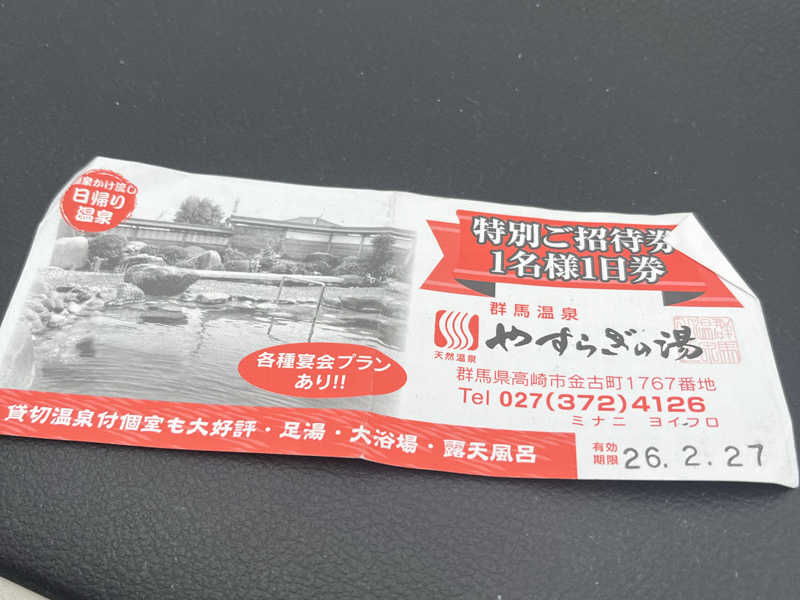 泉かけ流し
日帰り
温泉
特別ご招待券
1名様1日券
群馬温泉
やすらぎの湯
天然温泉
各種宴会プラン
あり!!
群馬県高崎市金古町1767番地
Tel 027(372)4126
ミナニ ヨイフロ
貸切温泉付個室も大好評・足湯・大浴場・露天風呂
有効
期限
26.2.27